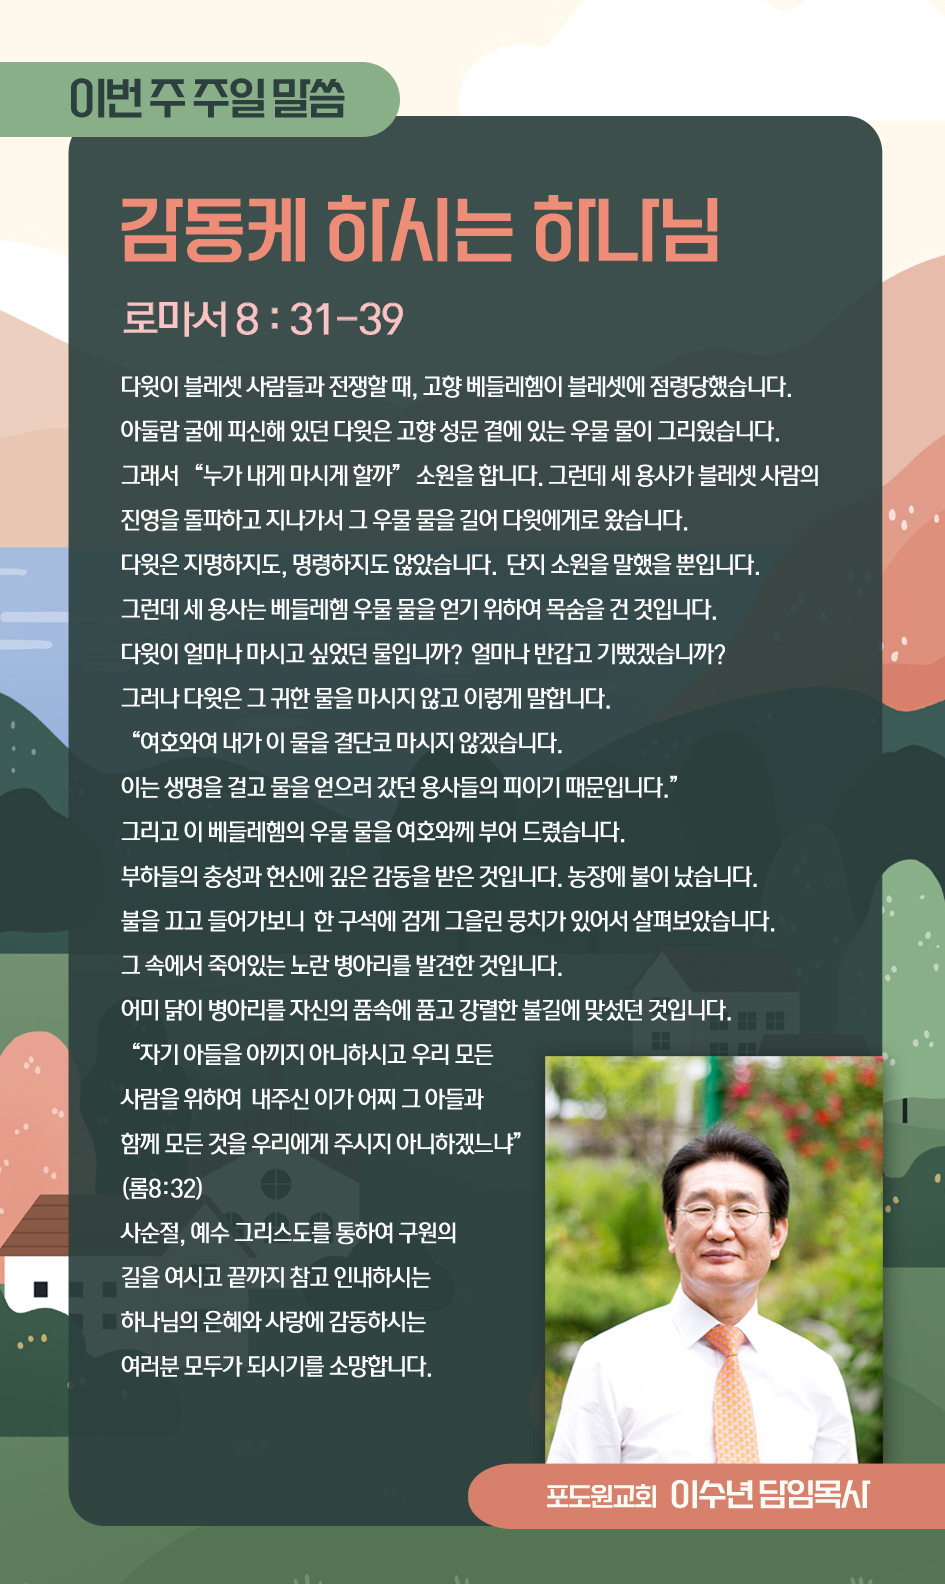 이번 주 주일 말씀
감동케 하시는 하나님
로마서 8 : 31-39
다윗이 블레셋 사람들과 전쟁할 때, 고향 베들레헴이 블레셋에 점령당했습니다.
아둘람 굴에 피신해 있던 다윗은 고향 성문 곁에 있는 우물 물이 그리웠습니다.
그래서 “누가 내게 마시게 할까” 소원을 합니다. 그런데 세 용사가 블레셋 사람의
진영을 돌파하고 지나가서 그 우물 물을 길어 다윗에게로 왔습니다.
다윗은 지명하지도, 명령하지도 않았습니다. 단지 소원을 말했을 뿐입니다.
그런데 세 용사는 베들레헴 우물 물을 얻기 위하여 목숨을 건 것입니다.
다윗이 얼마나 마시고 싶었던 물입니까? 얼마나 반갑고 기뻤겠습니까?
그러나 다윗은 그 귀한 물을 마시지 않고 이렇게 말합니다.
“여호와여 내가 이 물을 결단코 마시지 않겠습니다.
이는 생명을 걸고 물을 얻으러 갔던 용사들의 피이기 때문입니다.”
그리고 이 베들레헴의 우물 물을 여호와께 부어 드렸습니다.
부하들의 충성과 헌신에 깊은 감동을 받은 것입니다. 농장에 불이 났습니다.
불을 끄고 들어가보니 한 구석에 검게 그을린 뭉치가 있어서 살펴보았습니다.
그 속에서 죽어있는 노란 병아리를 발견한 것입니다.
어미 닭이 병아리를 자신의 품속에 품고 강렬한 불길에 맞섰던 것입니다.
“자기 아들을 아끼지 아니하시고 우리 모든
사람을 위하여 내주신 이가 어찌 그 아들과
함께 모든 것을 우리에게 주시지 아니하겠느냐”
(롬8:32)
사순절, 예수 그리스도를 통하여 구원의
길을 여시고 끝까지 참고 인내하시는
하나님의 은혜와 사랑에 감동하시는
여러분 모두가 되시기를 소망합니다.
포도원교회 이수년 담임목사